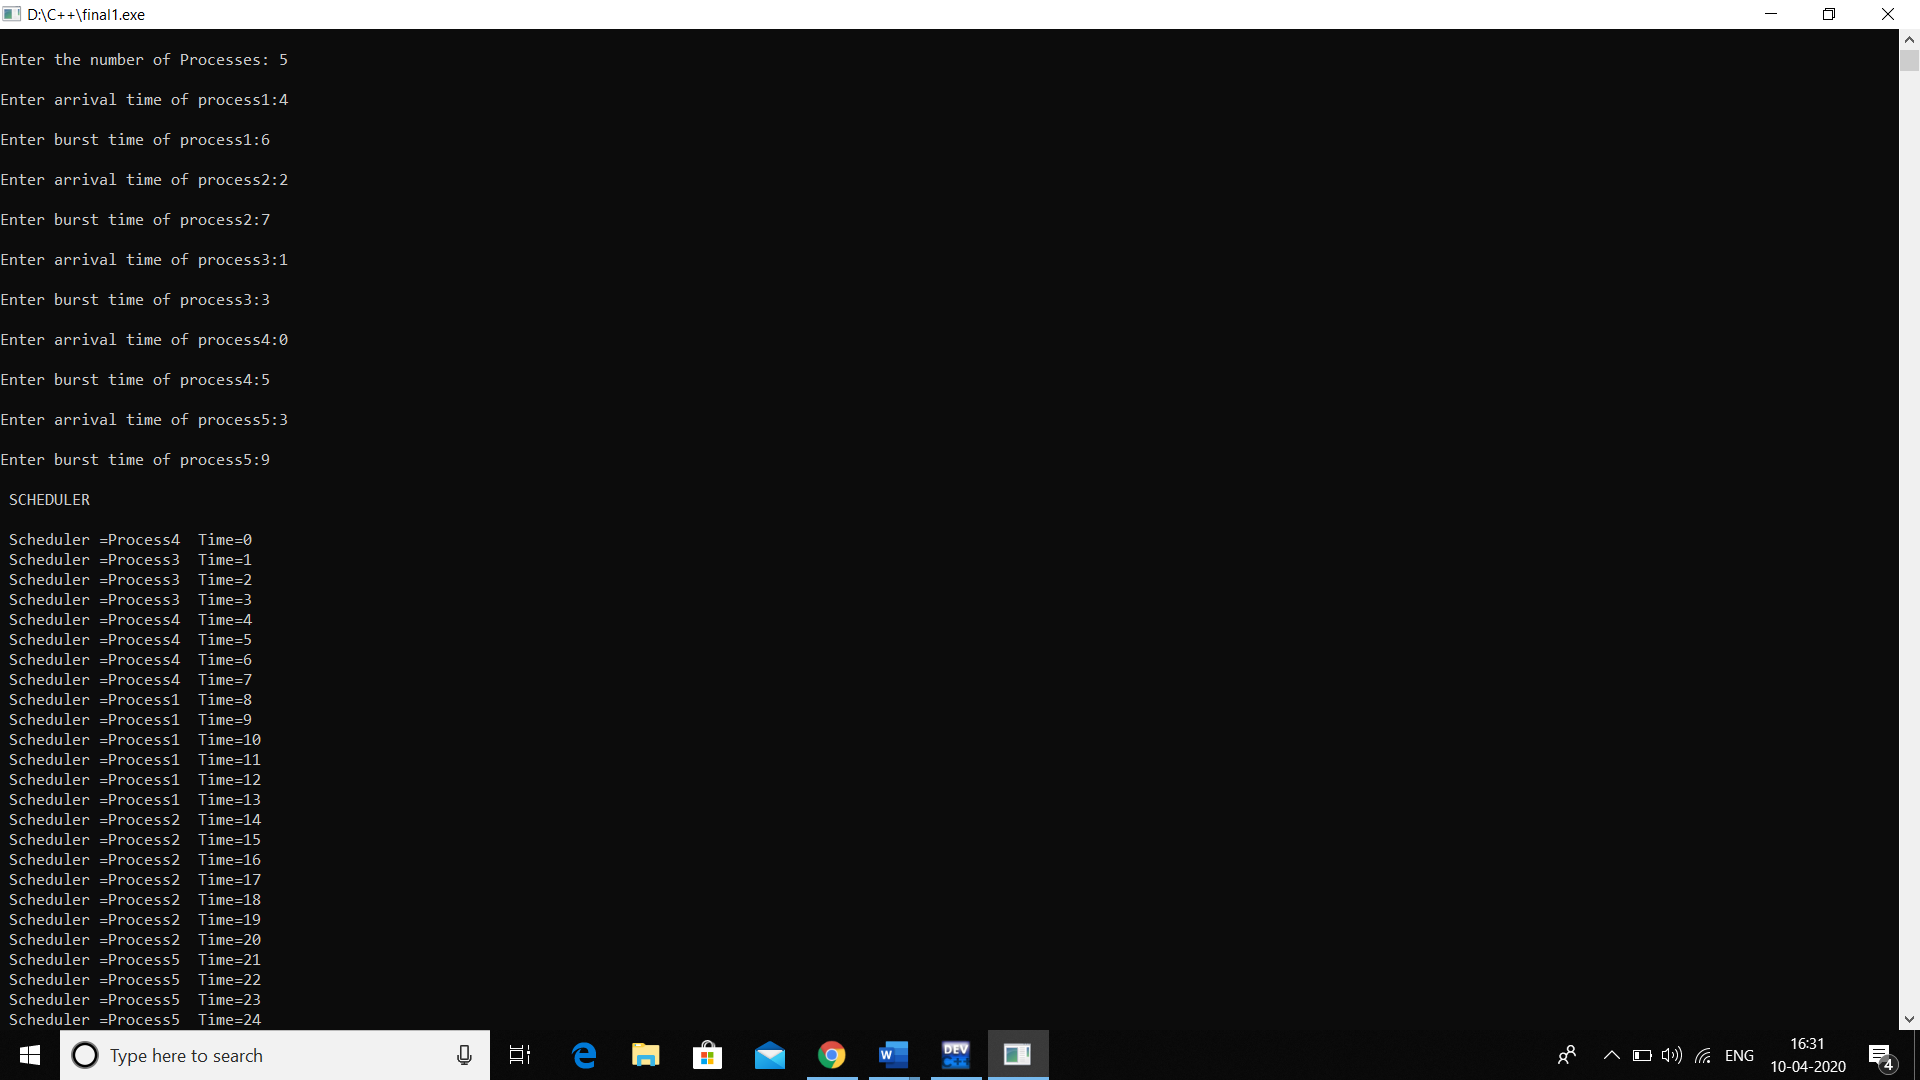 D:\C++\final1.exe
Enter the number of Processes: 5
Enter arrival time of process1:4
Enter burst time of process1:6
Enter arrival time of process2:2
Enter burst time of process2:7
Enter arrival time of process3:1
Enter burst time of process3:3
Enter arrival time of process4:0
Enter burst time of process4:5
Enter arrival time of process5:3
Enter burst time of process5:9
SCHEDULER
Scheduler =Process4  Time=0
Scheduler =Process3  Time=1
Scheduler =Process3  Time=2
Scheduler =Process3  Time=3
Scheduler =Process4  Time=4
Scheduler =Process4  Time=5
Scheduler =Process4  Time=6
Scheduler =Process4  Time=7
Scheduler =Process1  Time=8
Scheduler =Process1  Time=9
Scheduler =Process1  Time=10
Scheduler =Process1  Time=11
Scheduler =Process1  Time=12
Scheduler =Process1  Time=13
Scheduler =Process2  Time=14
Scheduler =Process2  Time=15
Scheduler =Process2  Time=16
Scheduler =Process2  Time=17
Scheduler =Process2  Time=18
Scheduler =Process2  Time=19
Scheduler =Process2  Time=20
Scheduler =Process5  Time=21
Scheduler =Process5  Time=22
Scheduler =Process5  Time=23
Scheduler =Process5  Time=24
Type here to search
W
DEV
C++
ENG
16:31
10-04-2020
4